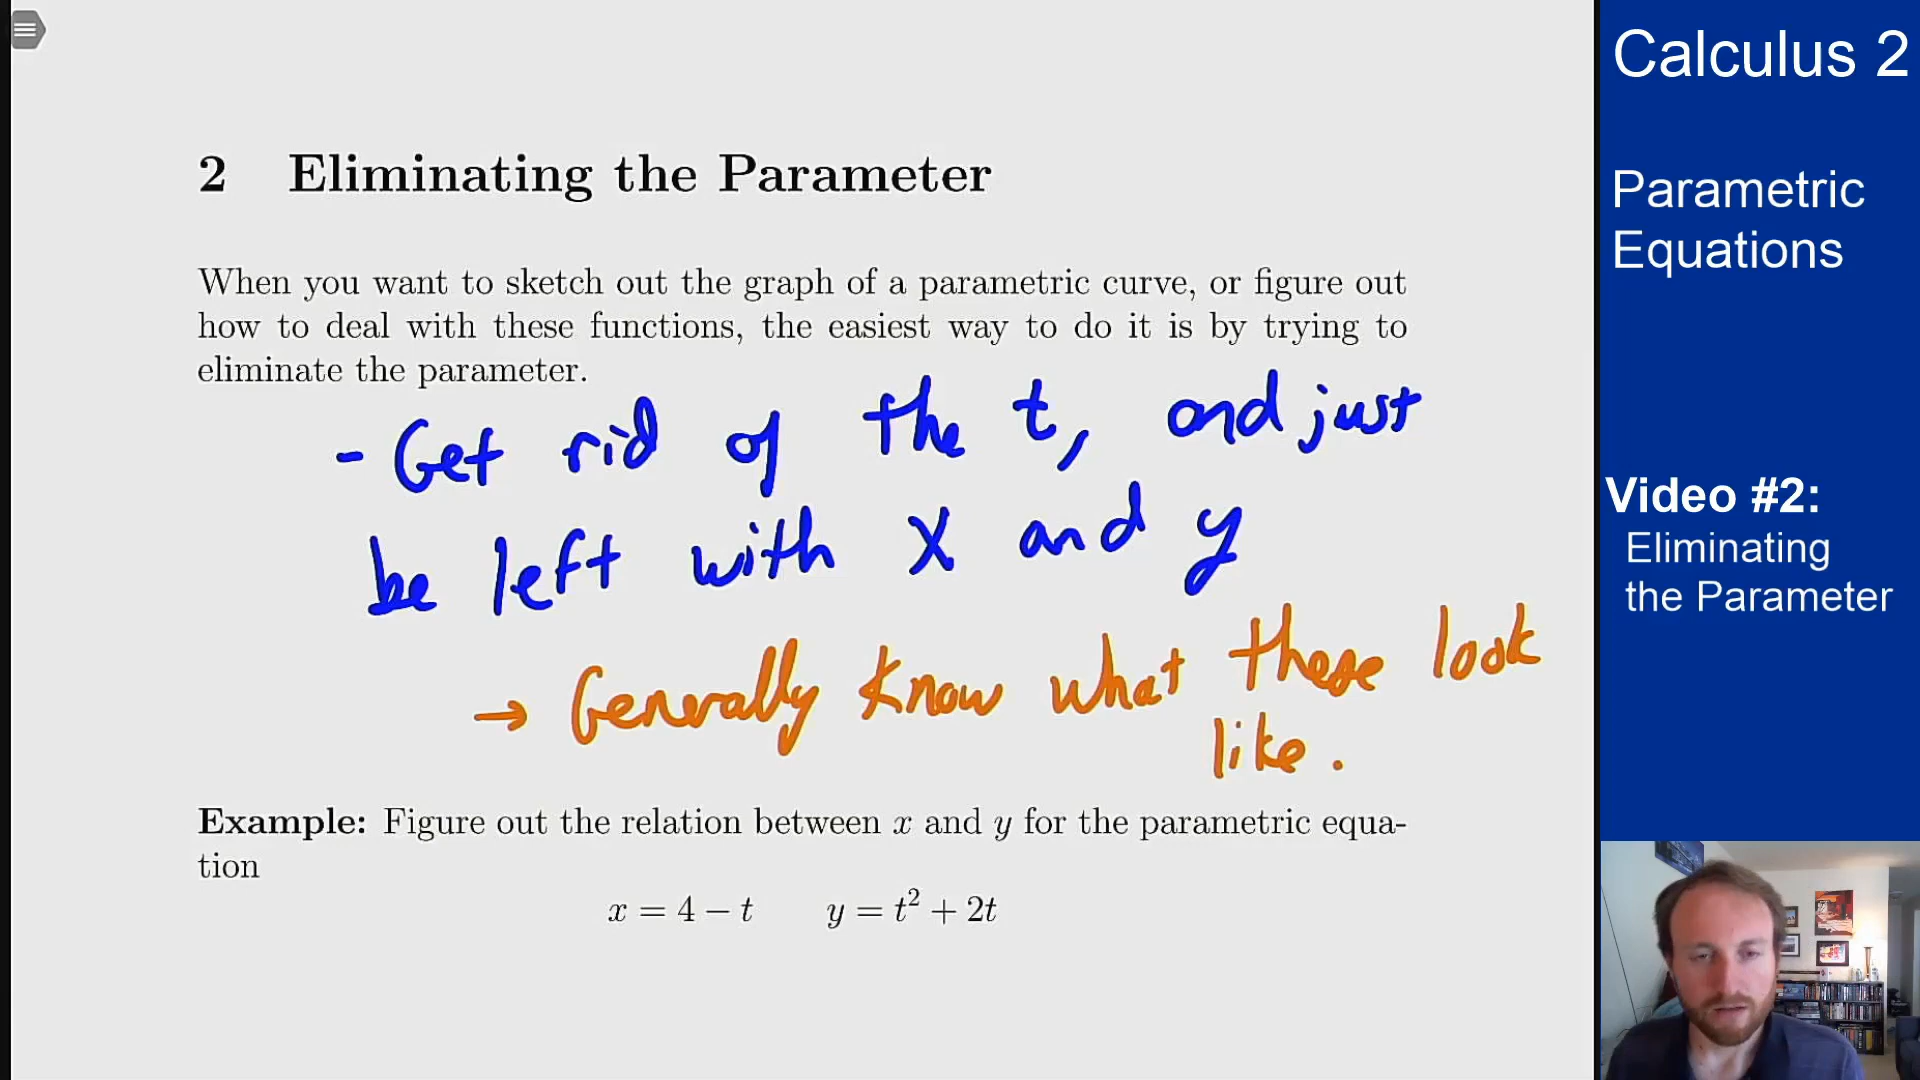 2 Eliminating the Parameter
When you want to sketch out the graph of a parametric curve, or figure out
how to deal with these functions, the easiest way to do it is by trying to
eliminate the parameter.
- Get rid of the t, and just
be left with x and y
→ Generally know what these look
like.
Example: Figure out the relation between x and y for the parametric equa-
tion
x = 4 − t y = t² + 2t
Calculus 2
Parametric
Equations
Video #2:
Eliminating
the Parameter